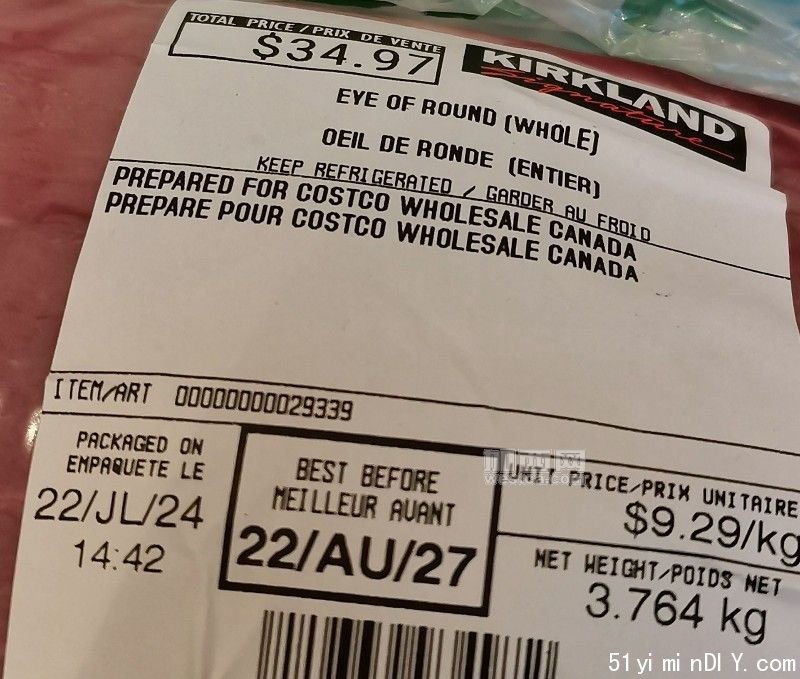 TOTAL PRICE / PRIX DE VENTE
$34.97
KIRKLAND
Signature
EYE OF ROUND (WHOLE)
OEIL DE RONDE (ENTIER)
KEEP REFRIGERATED / GARDER AU FROID
PREPARED FOR COSTCO WHOLESALE CANADA
PREPARE POUR COSTCO WHOLESALE CANADA
ITEM/ART 00000000029339
PACKAGED ON
EMPAQUETE LE
22/JL/24
14:42
BEST BEFORE
MEILLEUR AVANT
22/AU/27
UNIT PRICE/PRIX UNITAIRE
$9.29/kg
NET WEIGHT/POIDS NET
3.764 kg
51yiminDIY.com